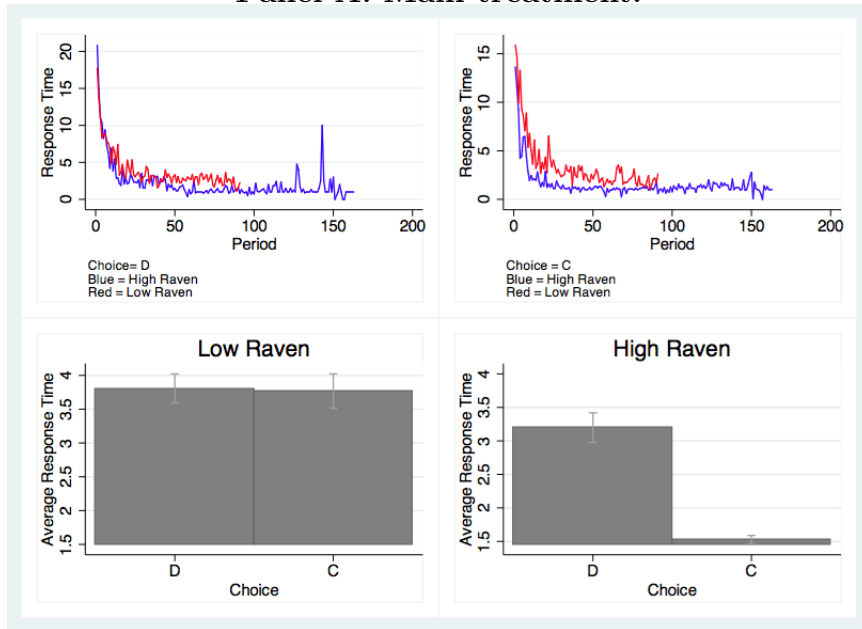 Panel A: Main treatment.
Response Time
20
15
10
5
0
0 50 100 150 200
Period
Choice= D
Blue = High Raven
Red = Low Raven
Response Time
15
10
5
0
0 50 100 150 200
Period
Choice = C
Blue = High Raven
Red = Low Raven
Low Raven
Average Response Time
4
3.5
3
2.5
2
1.5
D C
Choice
High Raven
Average Response Time
4
3.5
3
2.5
2
1.5
D C
Choice